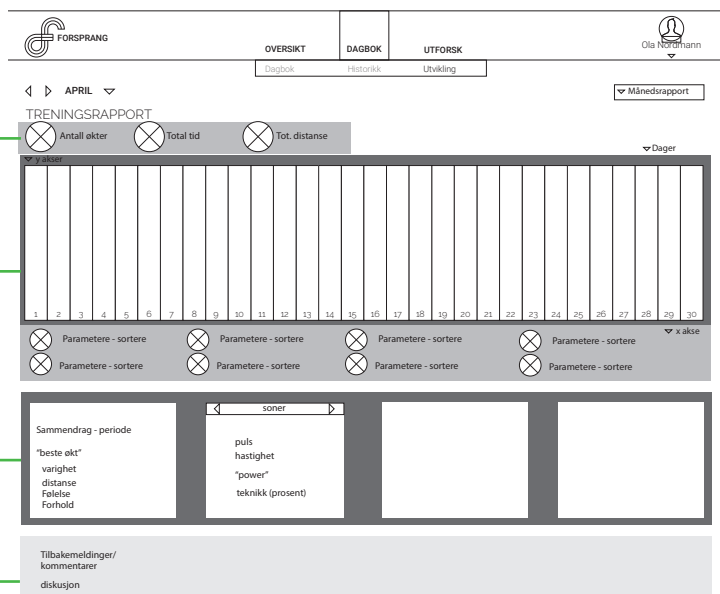 FORSPRANG
OVERSIKT DAGBOK UTFORSK
Ola Nordmann
Dagbok Historikk Utvikling
APRIL
Månedsrapport
TRENINGSRAPPORT
Antall økter Total tid Tot. distanse
Dager
y akser
1 2 3 4 5 6 7 8 9 10 11 12 13 14 15 16 17 18 19 20 21 22 23 24 25 26 27 28 29 30
x akse
Parametere - sortere Parametere - sortere Parametere - sortere Parametere - sortere
Parametere - sortere Parametere - sortere Parametere - sortere Parametere - sortere
Sammendrag - periode
"beste økt"
varighet
distanse
Følelse
Forhold
soner
puls
hastighet
"power"
teknikk (prosent)
Tilbakemeldinger/
kommentarer
diskusjon